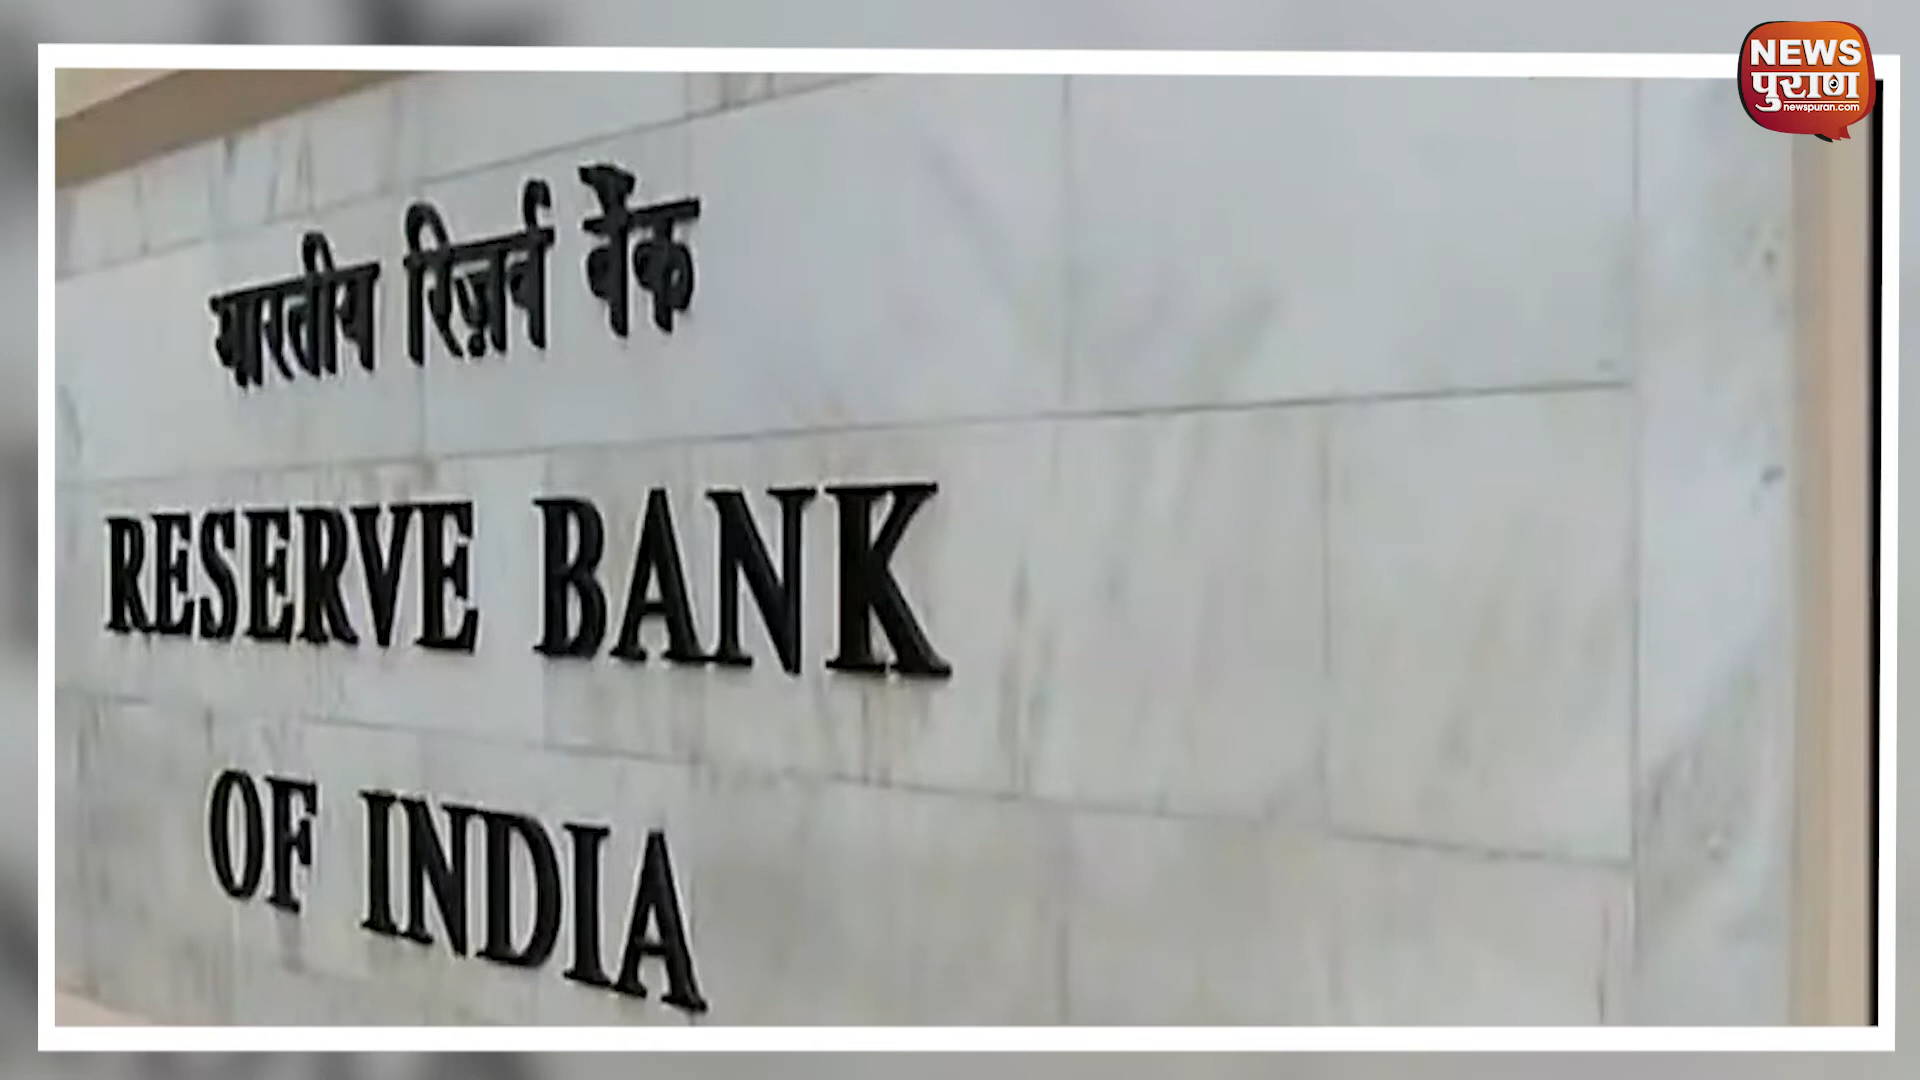 भारतीय रिज़र्व बैंक
RESERVE BANK
OF INDIA
NEWS
पुराण
newspuran.com